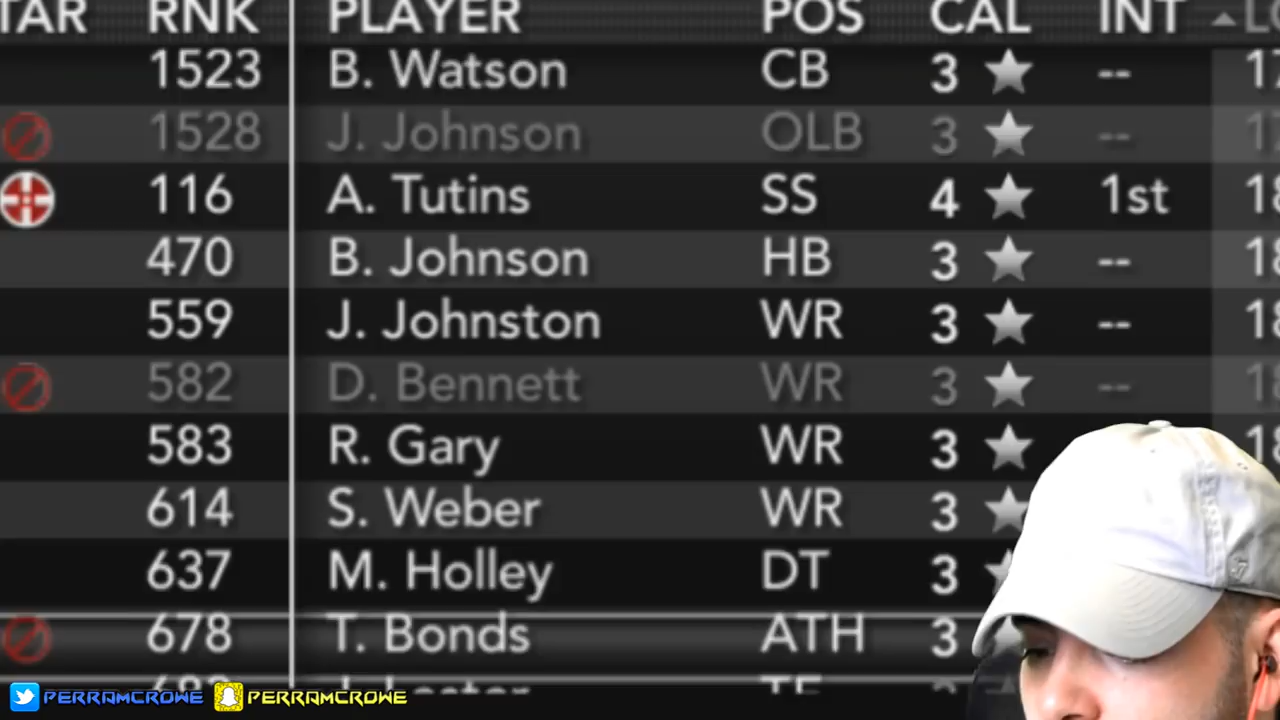 TAR RNK PLAYER POS CAL INT
1523 B. Watson CB 3 --
1528 J. Johnson OLB 3 --
116 A. Tutins SS 4 1st
470 B. Johnson HB 3 --
559 J. Johnston WR 3 --
582 D. Bennett WR 3 --
583 R. Gary WR 3
614 S. Weber WR 3
637 M. Holley DT 3
678 T. Bonds ATH 3
PERRAMCROWE PERRAMCROWE